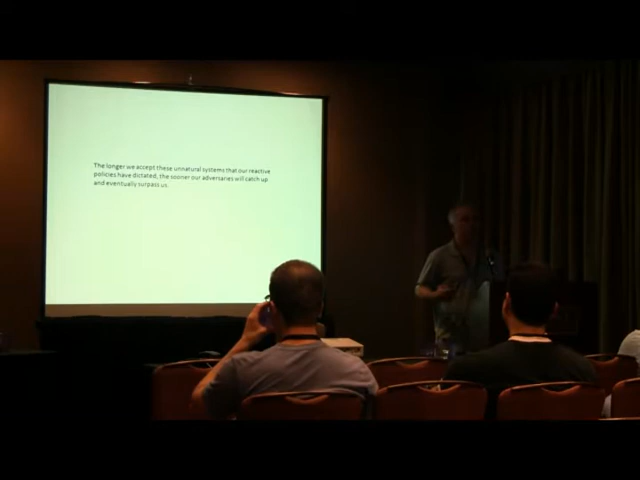 The longer we accept these unnatural systems that our reactive
policies have dictated, the sooner our adversaries will catch up
and eventually surpass us.